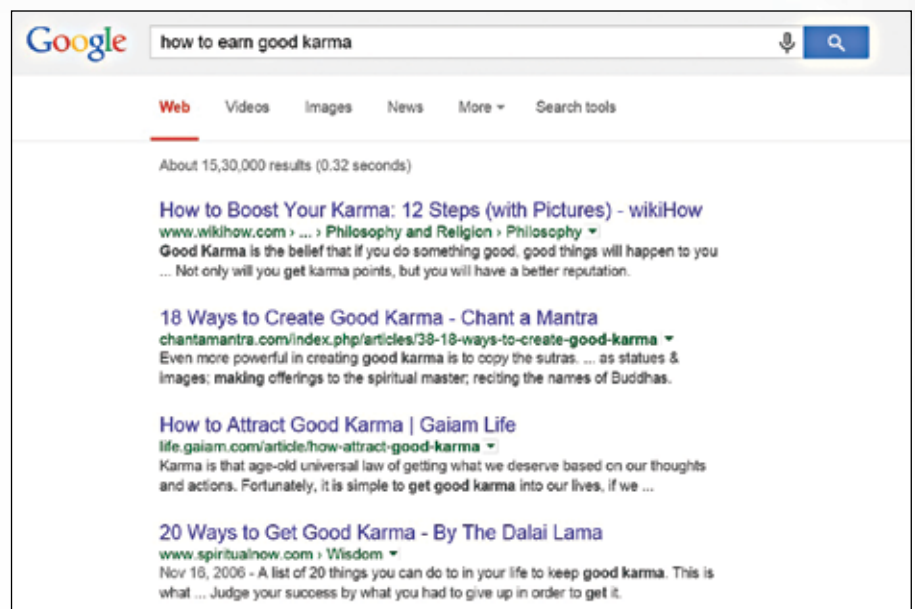 Google how to earn good karma
Web Videos Images News More Search tools
About 15,30,000 results (0.32 seconds)
How to Boost Your Karma: 12 Steps (with Pictures) - wikiHow
www.wikihow.com › ... › Philosophy and Religion › Philosophy
Good Karma is the belief that if you do something good, good things will happen to you
... Not only will you get karma points, but you will have a better reputation.
18 Ways to Create Good Karma - Chant a Mantra
chantamantra.com/index.php/articles/38-18-ways-to-create-good-karma
Even more powerful in creating good karma is to copy the sutras. ... as statues &
images; making offerings to the spiritual master; reciting the names of Buddhas.
How to Attract Good Karma | Gaiam Life
life.gaiam.com/article/how-attract-good-karma
Karma is that age-old universal law of getting what we deserve based on our thoughts
and actions. Fortunately, it is simple to get good karma into our lives, if we ...
20 Ways to Get Good Karma - By The Dalai Lama
www.spiritualnow.com › Wisdom
Nov 16, 2006 - A list of 20 things you can do to in your life to keep good karma. This is
what ... Judge your success by what you had to give up in order to get it.